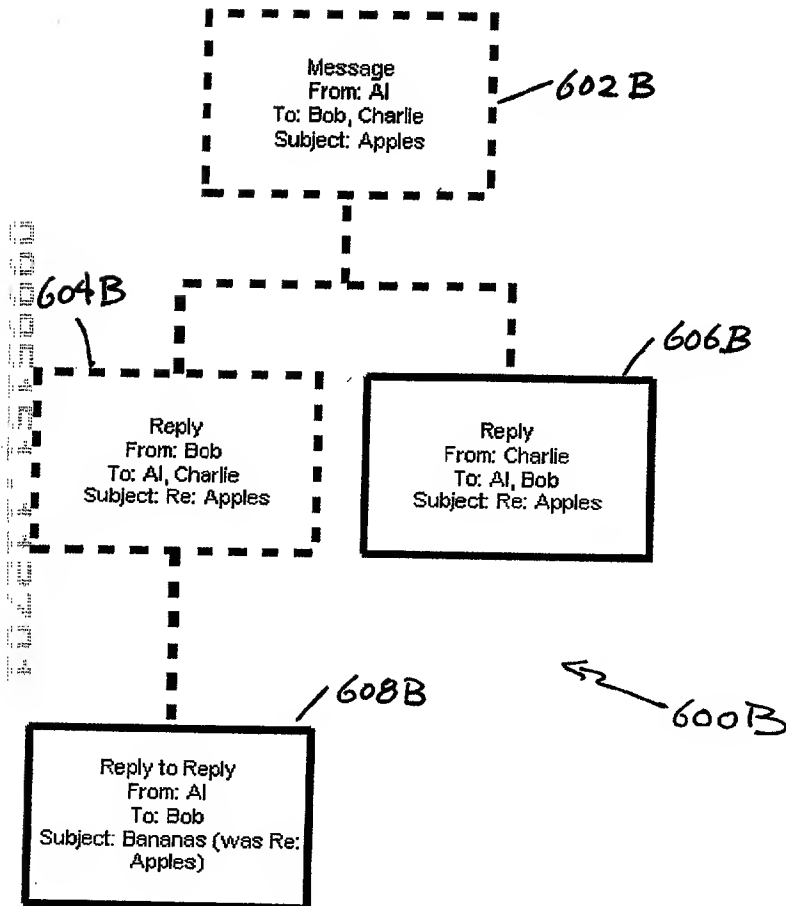 Message
From: Al
To: Bob, Charlie
Subject: Apples
602B
604B
606B
Reply
From: Bob
To: Al, Charlie
Subject: Re: Apples
Reply
From: Charlie
To: Al, Bob
Subject: Re: Apples
608B
600B
Reply to Reply
From: Al
To: Bob
Subject: Bananas (was Re:
Apples)